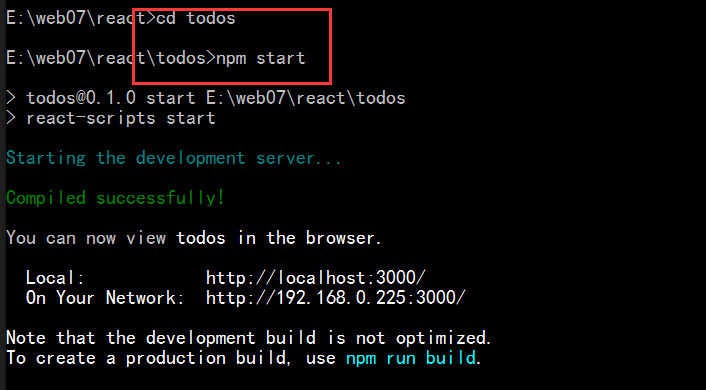 E:\web07\react>cd todos
E:\web07\react\todos>npm start
> todos@0.1.0 start E:\web07\react\todos
> react-scripts start
Starting the development server...
Compiled successfully!
You can now view todos in the browser.
Local: http://localhost:3000/
On Your Network: http://192.168.0.225:3000/
Note that the development build is not optimized.
To create a production build, use npm run build.